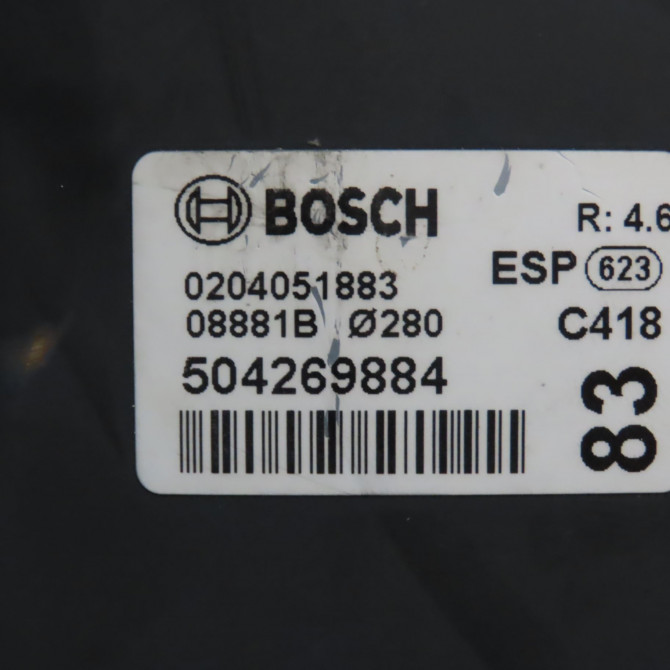 BOSCH R: 4.6
0204051883 ESP 623
08881B Ø280 C418
504269884
83